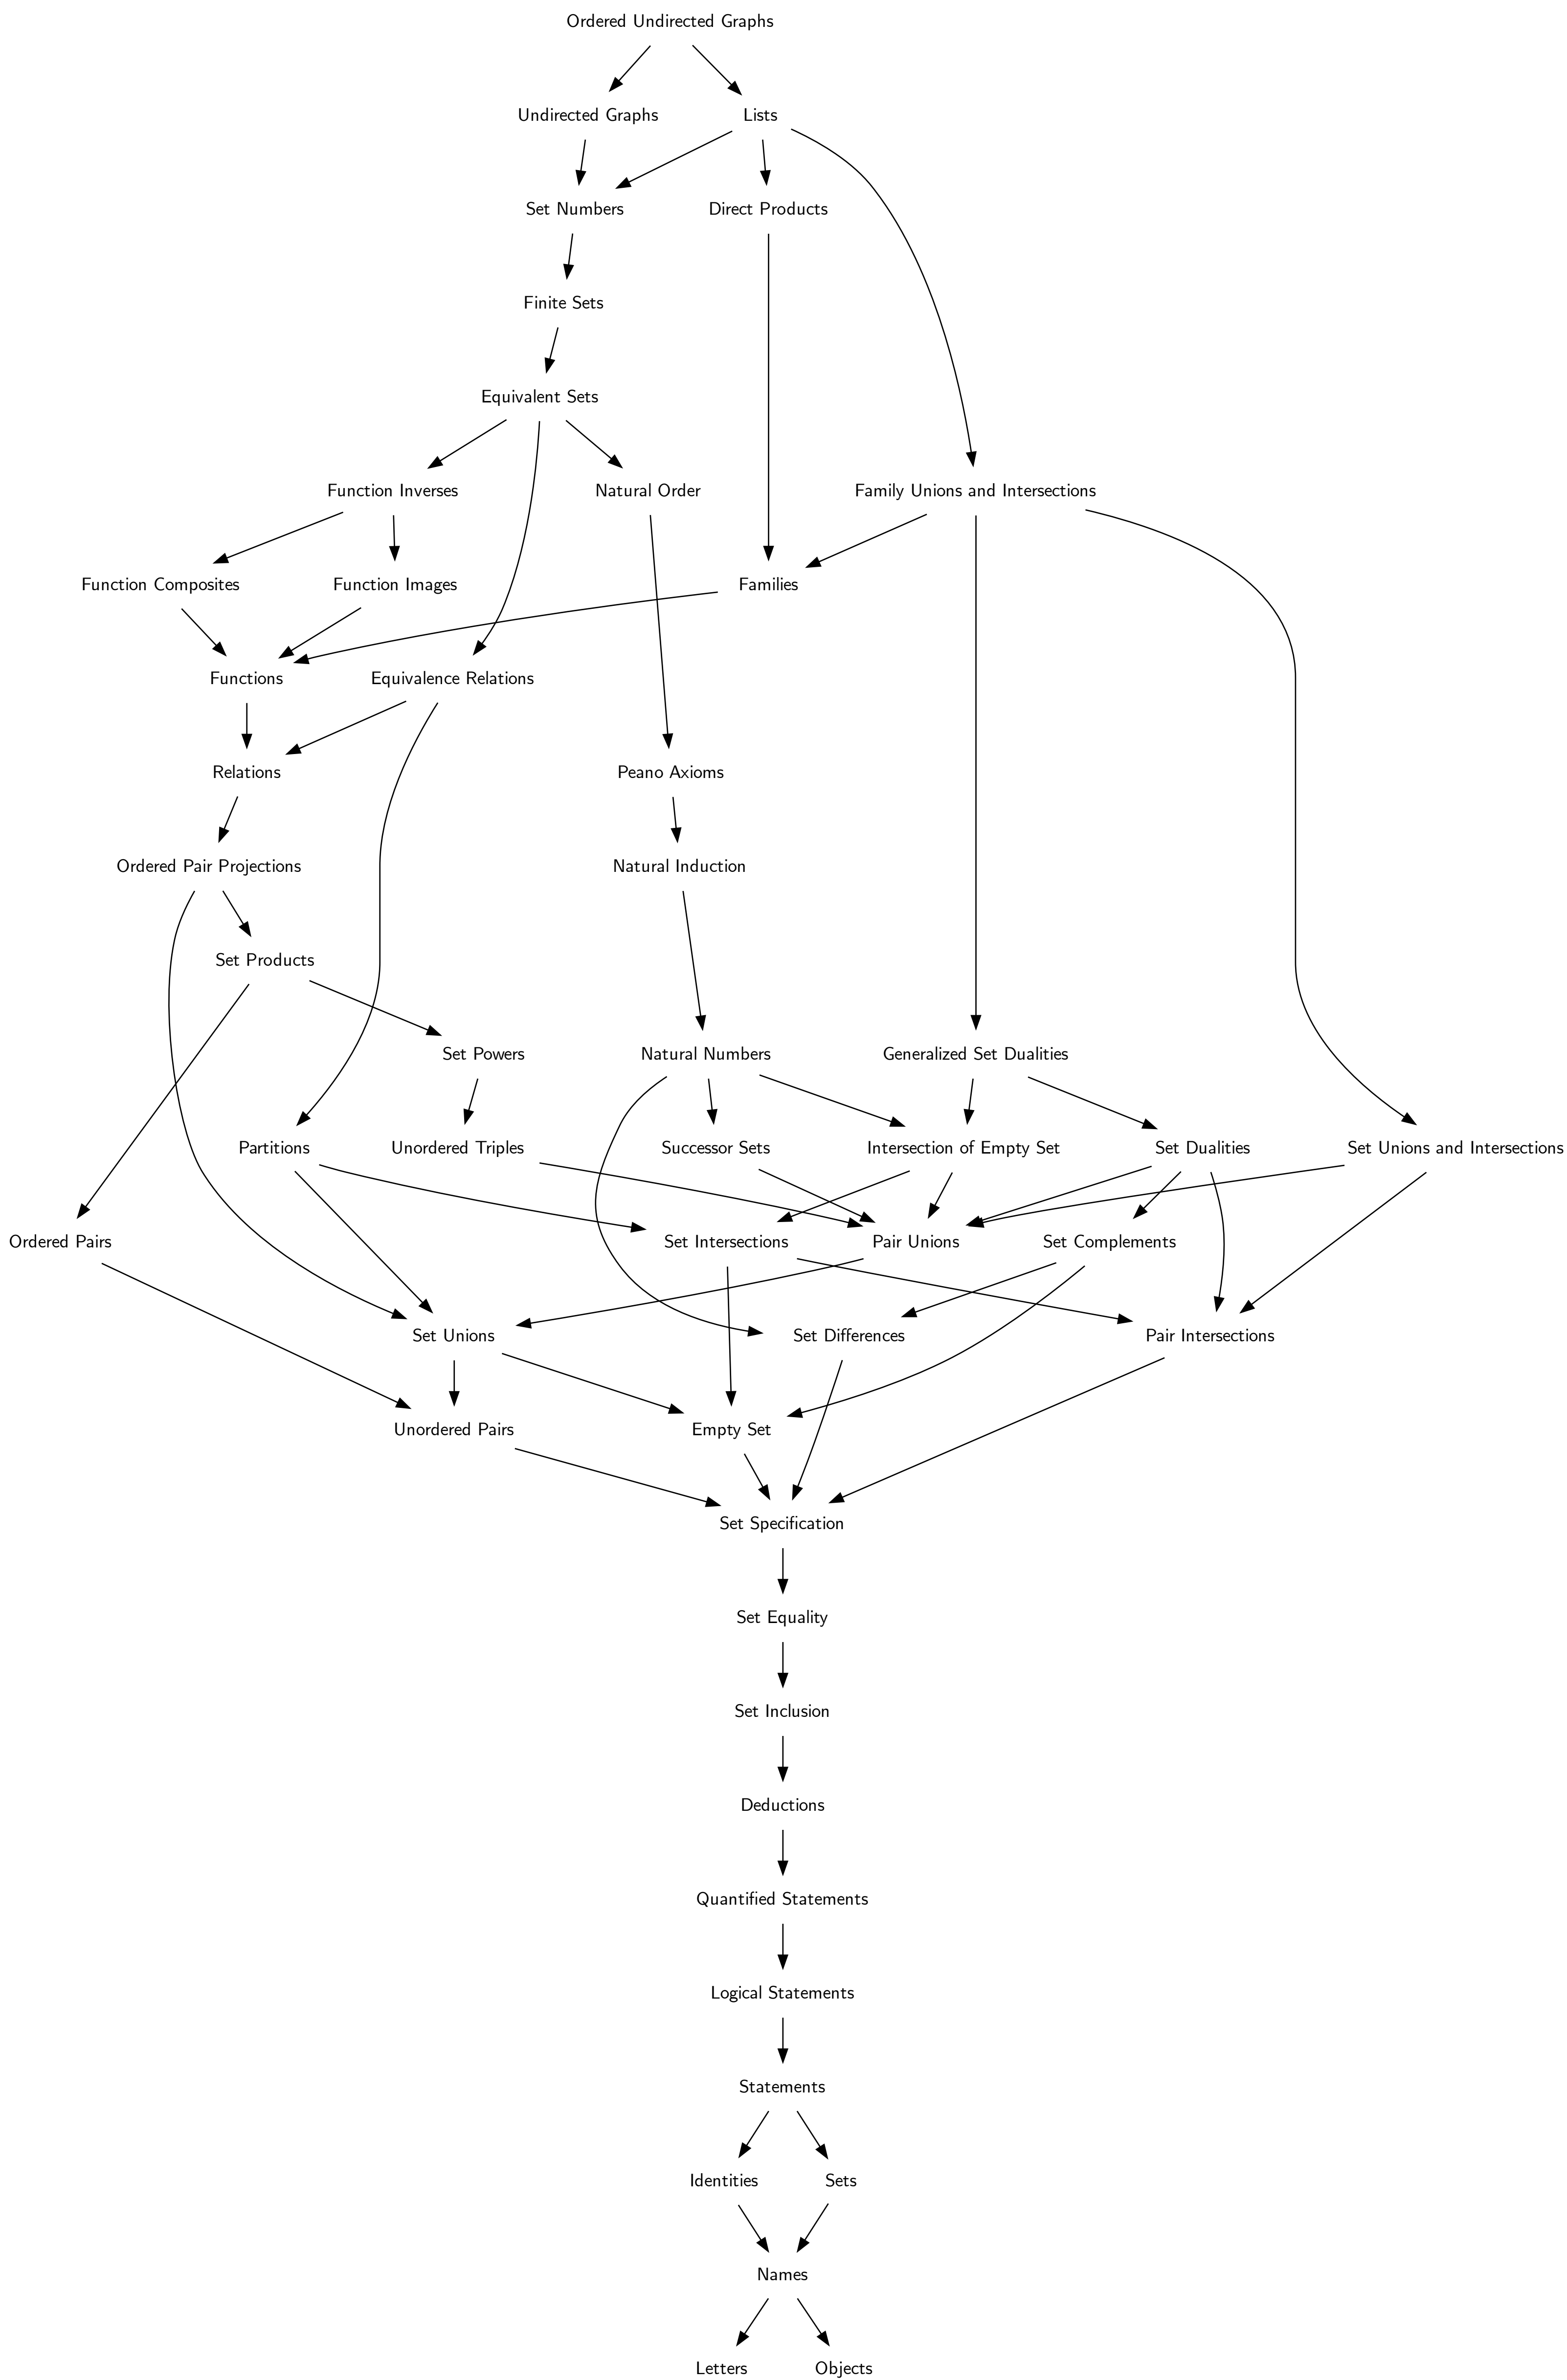 Ordered Undirected Graphs
Undirected Graphs
Lists
Set Numbers
Direct Products
Finite Sets
Equivalent Sets
Function Inverses
Natural Order
Family Unions and Intersections
Function Composites
Function Images
Families
Functions
Equivalence Relations
Relations
Peano Axioms
Ordered Pair Projections
Natural Induction
Set Products
Set Powers
Natural Numbers
Generalized Set Dualities
Partitions
Unordered Triples
Successor Sets
Intersection of Empty Set
Set Dualities
Set Unions and Intersections
Ordered Pairs
Set Intersections
Pair Unions
Set Complements
Set Unions
Set Differences
Pair Intersections
Unordered Pairs
Empty Set
Set Specification
Set Equality
Set Inclusion
Deductions
Quantified Statements
Logical Statements
Statements
Identities
Sets
Names
Letters
Objects